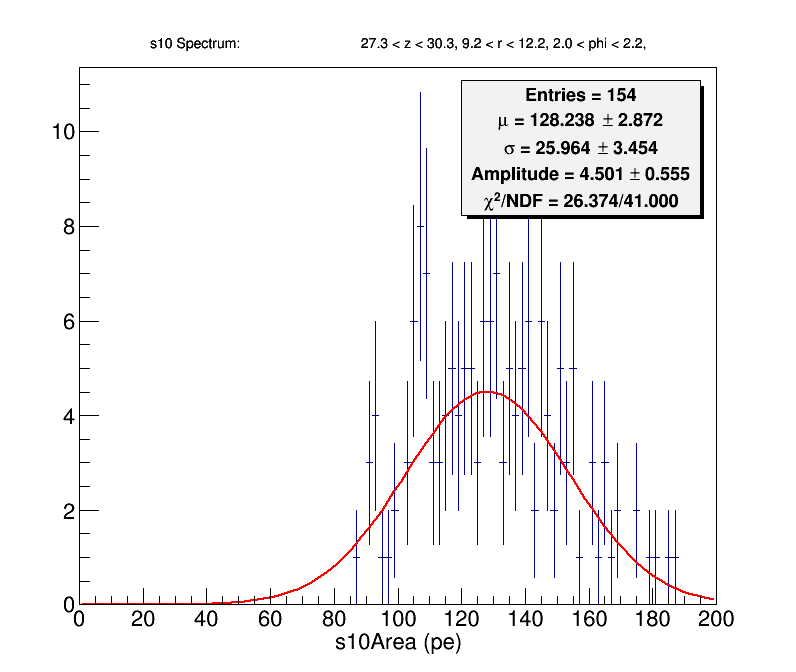 s10 Spectrum: 27.3 < z < 30.3, 9.2 < r < 12.2, 2.0 < phi < 2.2,
Entries = 154
μ = 128.238 ± 2.872
σ = 25.964 ± 3.454
Amplitude = 4.501 ± 0.555
χ²/NDF = 26.374/41.000
10
8
6
4
2
0
0 20 40 60 80 100 120 140 160 180 200
s10Area (pe)